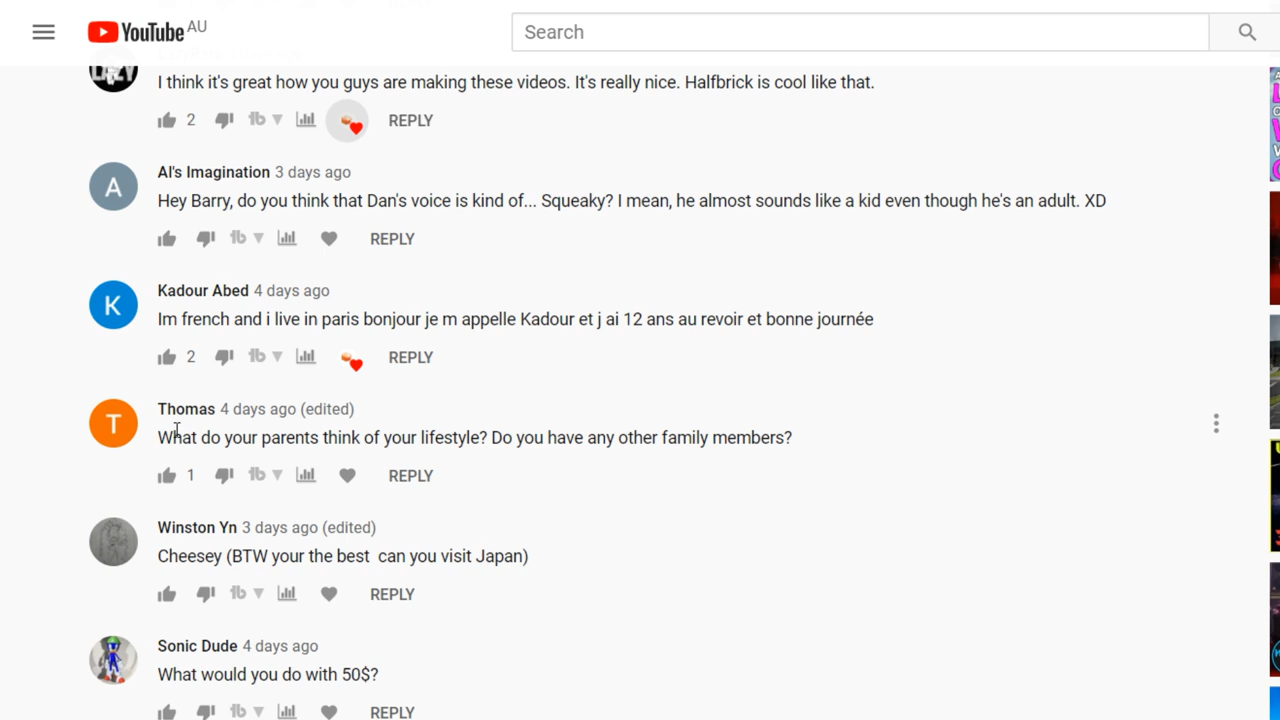 YouTube AU
Search
I think it's great how you guys are making these videos. It's really nice. Halfbrick is cool like that.
2 REPLY
A
Al's Imagination 3 days ago
Hey Barry, do you think that Dan's voice is kind of... Squeaky? I mean, he almost sounds like a kid even though he's an adult. XD
REPLY
K
Kadour Abed 4 days ago
Im french and i live in paris bonjour je m appelle Kadour et j ai 12 ans au revoir et bonne journée
2 REPLY
T
Thomas 4 days ago (edited)
What do your parents think of your lifestyle? Do you have any other family members?
1 REPLY
Winston Yn 3 days ago (edited)
Cheesey (BTW your the best  can you visit Japan)
REPLY
Sonic Dude 4 days ago
What would you do with 50$?
REPLY